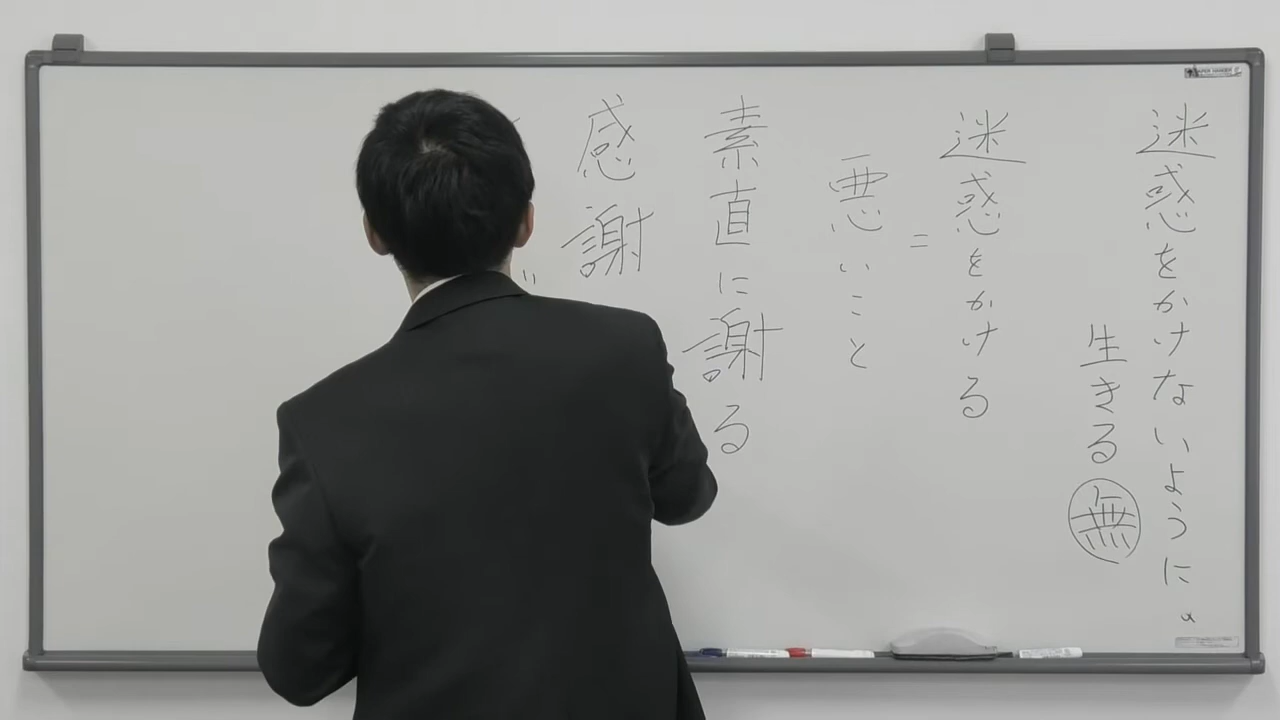 迷惑をかけないように
生きる 無
迷惑をかける
=
悪いこと
素直に謝る
感謝